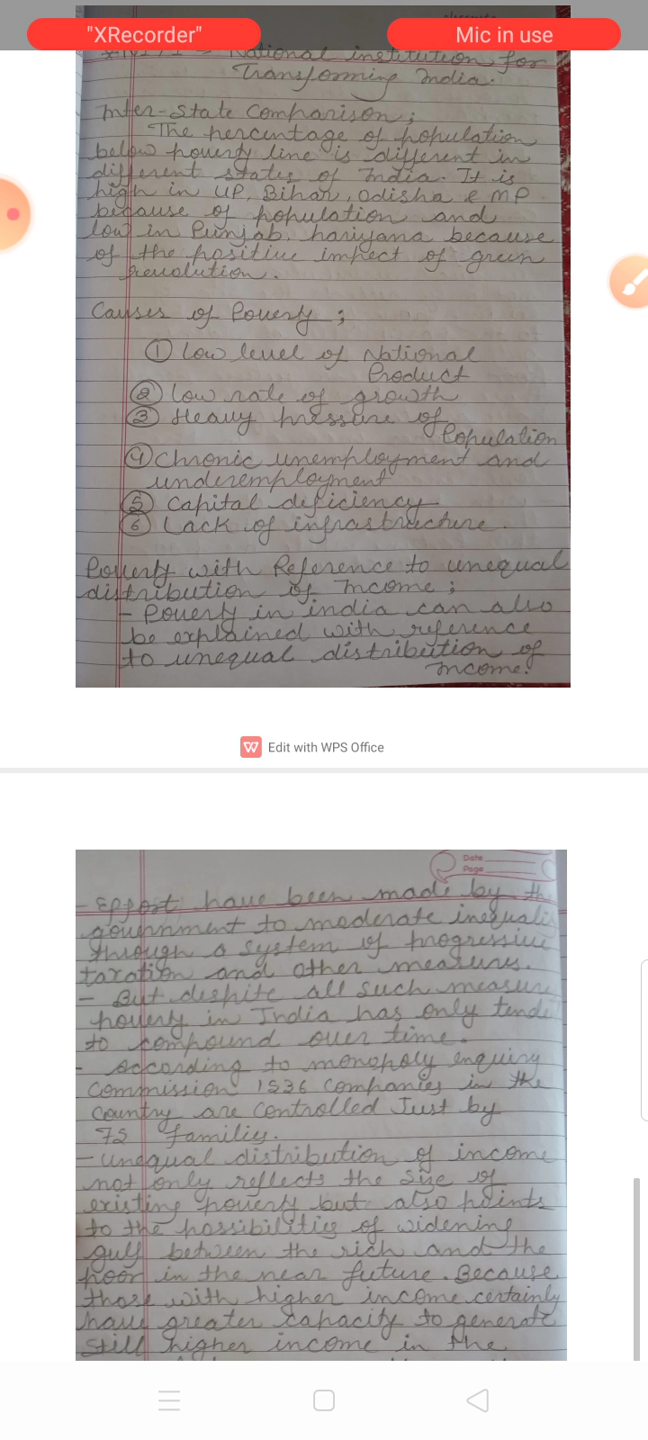 "XRecorder"
Mic in use
National institution for
Transforming India.
Inter-State Comparison;
The percentage of population
below poverty line is different in
different states of India. It is
high in UP, Bihar, Odisha & MP
because of population and
low in Punjab, hariyana because
of the positive impect of green
revolution.
Causes of Poverty;
① Low level of National
Product
② Low rate of growth
③ Heavy pressure of
Population
④ Chronic unemployment and
underemployment
⑤ Capital deficiency
⑥ Lack of infrastructure.
Poverty with Reference to unequal
distribution of Income;
- Poverty in india can also
be explained with reference
to unequal distribution of
Income.
Edit with WPS Office
Date
Page
- Effort have been made by th
government to moderate inequali
through a system of progressive
taxation and other measures.
- But despite all such measure
poverty in India has only tende
to compound over time.
- according to monopoly enquiry
Commission 1536 Companies in the
Country are controlled Just by
75 families.
- Unequal distribution of income
not only reflects the size of
existing poverty but also points
to the possibilities of widening
gulf between the rich and the
poor in the near future. Because
those with higher income certainly
have greater capacity to generate
still higher income in the